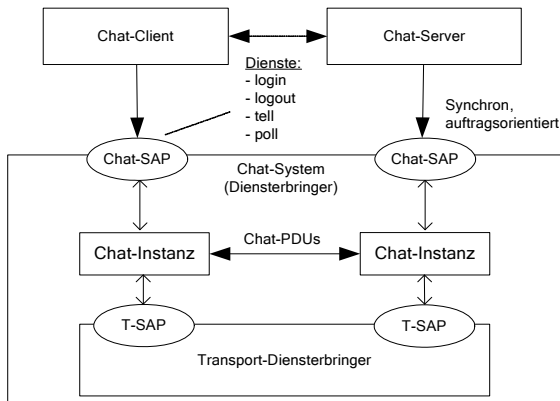 Chat-Client
Chat-Server
Dienste:
- login
- logout
- tell
- poll
Synchron,
auftragsorientiert
Chat-SAP
Chat-System
(Diensterbringer)
Chat-SAP
Chat-Instanz
Chat-PDUs
Chat-Instanz
T-SAP
T-SAP
Transport-Diensterbringer